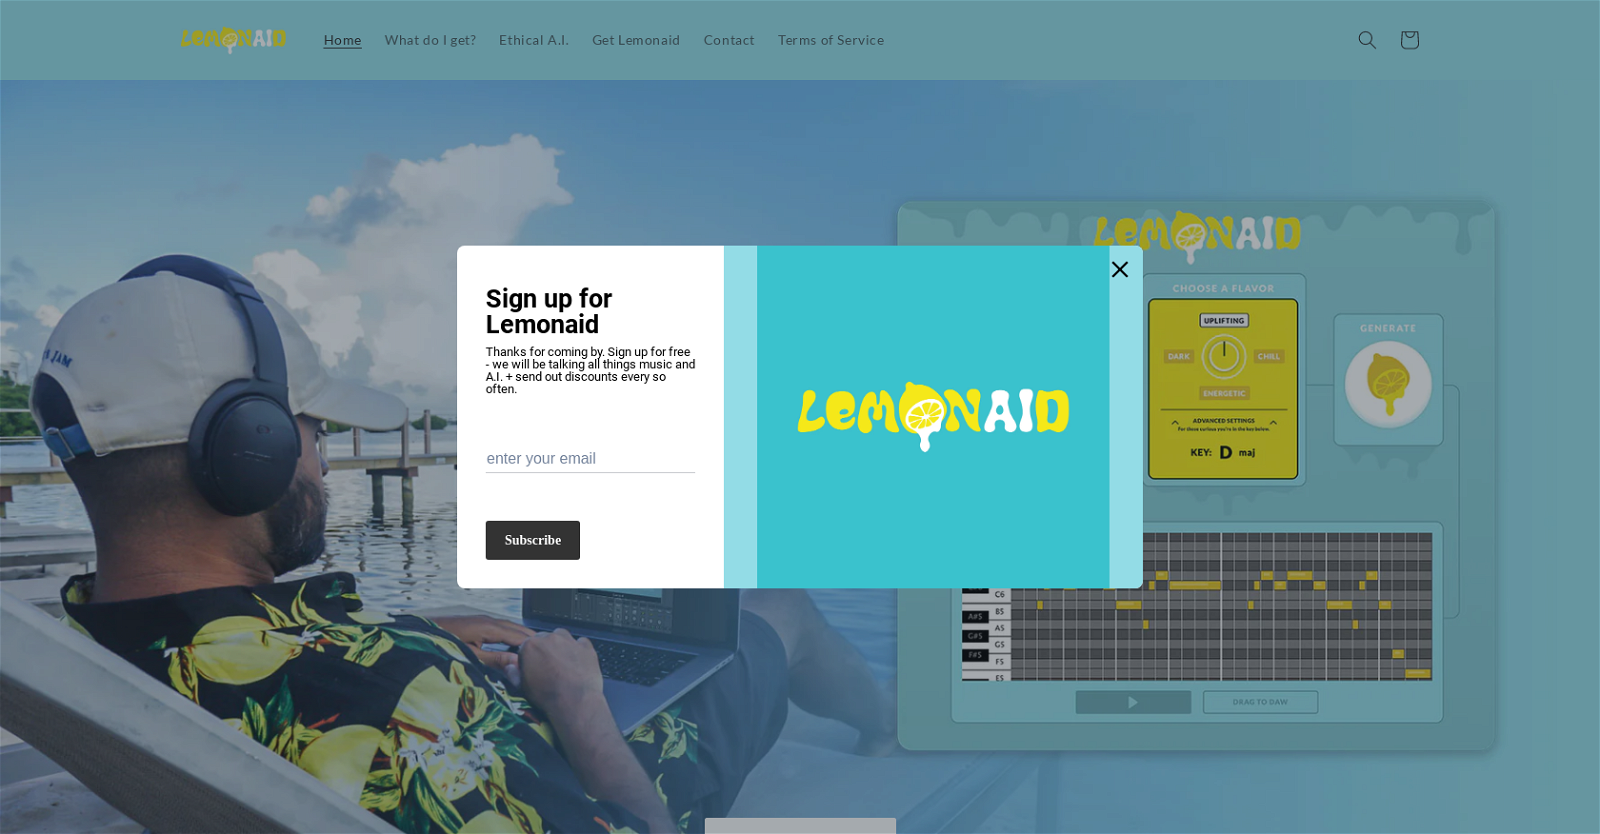 LEMONAID
Home
What do I get?
Ethical A.I.
Get Lemonaid
Contact
Terms of Service
LEMONAID
CHOOSE A FLAVOR
UPLIFTING
DARK
CHILL
ENERGETIC
ADVANCED SETTINGS
KEY: D maj
GENERATE
Sign up for
Lemonaid
Thanks for coming by. Sign up for free
- we will be talking all things music and
A.I. + send out discounts every so
often.
enter your email
Subscribe
LEMONAID
C6
B5
A#5
A5
G#5
F#5
F5
E5
DRAG TO DAW